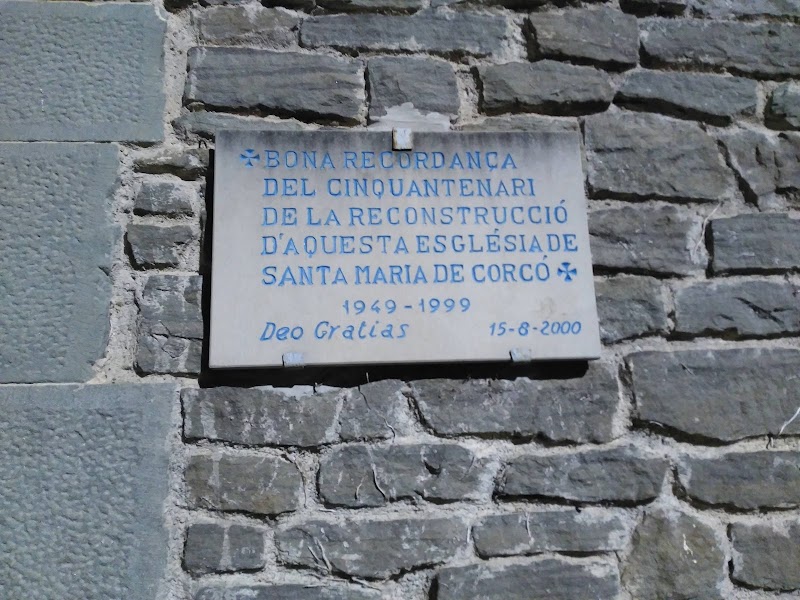 ✠ BONA RECORDANÇA
DEL CINQUANTENARI
DE LA RECONSTRUCCIÓ
D'AQUESTA ESGLÉSIA DE
SANTA MARIA DE CORCÓ ✠
1949-1999
Deo Gratias 15-8-2000